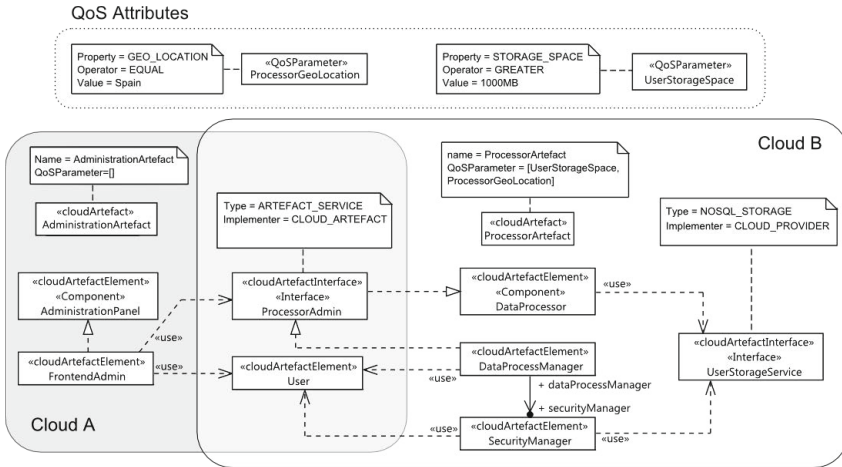 QoS Attributes
Property = GEO_LOCATION
Operator = EQUAL
Value = Spain
«QoSParameter»
ProcessorGeoLocation
Property = STORAGE_SPACE
Operator = GREATER
Value = 1000MB
«QoSParameter»
UserStorageSpace
Cloud B
Name = AdministrationArtefact
QoSParameter=[]
«cloudArtefact»
AdministrationArtefact
Type = ARTEFACT_SERVICE
Implementer = CLOUD_ARTEFACT
name = ProcessorArtefact
QoSParameter = [UserStorageSpace,
ProcessorGeoLocation]
«cloudArtefact»
ProcessorArtefact
Type = NOSQL_STORAGE
Implementer = CLOUD_PROVIDER
«cloudArtefactElement»
«Component»
AdministrationPanel
«cloudArtefactInterface»
«Interface»
ProcessorAdmin
«cloudArtefactElement»
«Component»
DataProcessor
«use»
«use»
«cloudArtefactInterface»
«Interface»
UserStorageService
«cloudArtefactElement»
FrontendAdmin
«use»
«cloudArtefactElement»
User
«cloudArtefactElement»
DataProcessManager
«use»
+ dataProcessManager
+ securityManager
«cloudArtefactElement»
SecurityManager
«use»
«use»
Cloud A